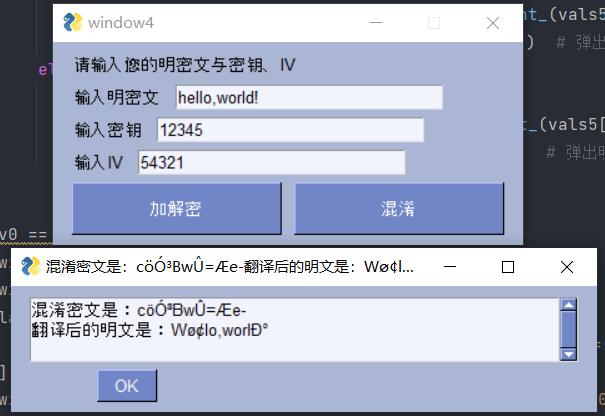 nt_(vals5
window4
) # 弹出
请输入您的明密文与密钥、IV
el
输入明密文 hello,world!
输入密钥 12345
nt_(vals5[
输入IV 54321
# 弹出明
加解密 混淆
v0 ==
混淆密文是：cöÓ³BwÛ=Æe-翻译后的明文是：Wø¢l...
混淆密文是：cöÓ³BwÛ=Æe-
翻译后的明文是：Wø¢lo,worlÐ°
OK